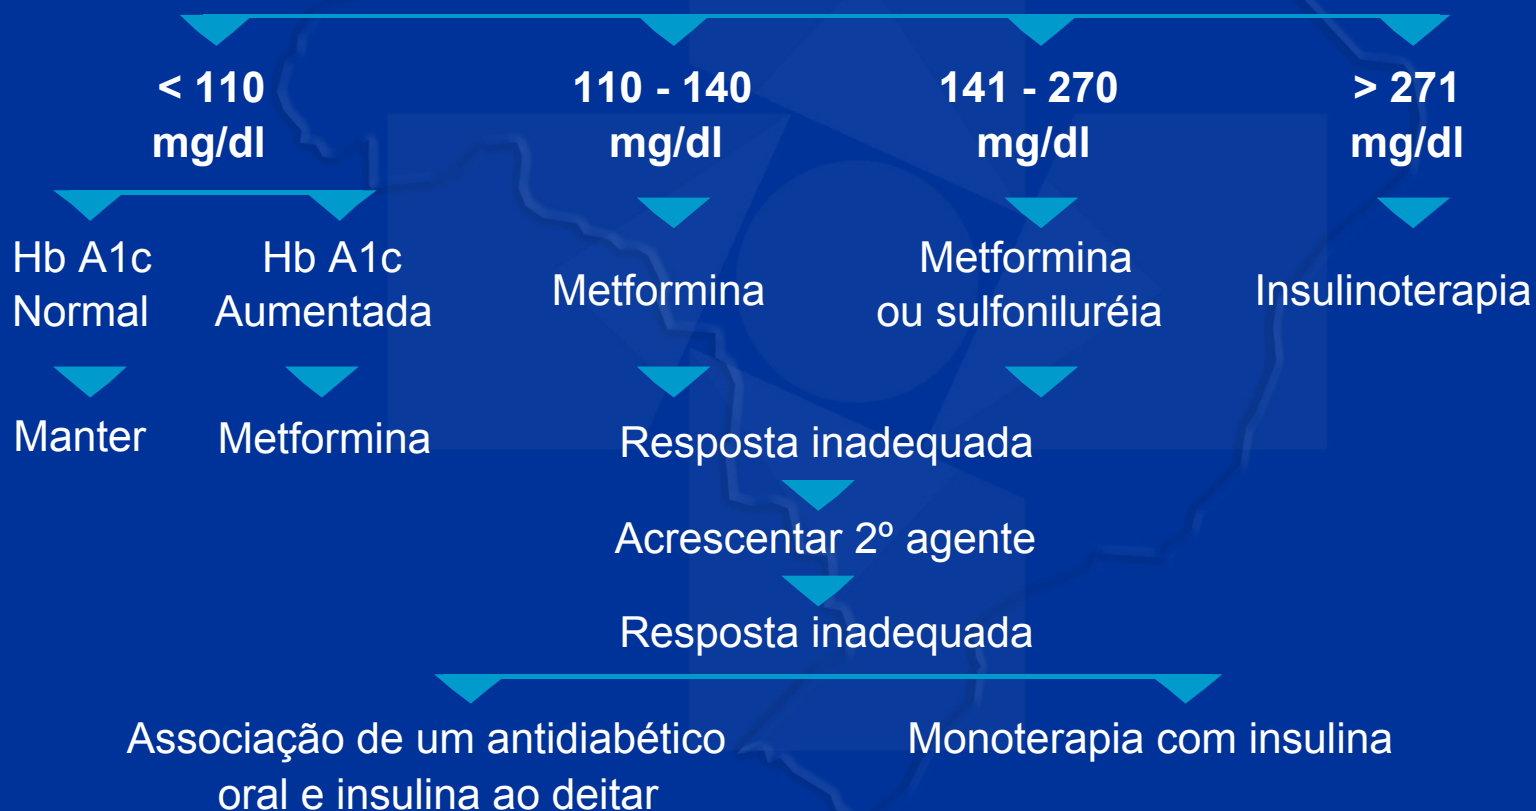 < 110
mg/dl
110 - 140
mg/dl
141 - 270
mg/dl
> 271
mg/dl
Hb A1c
Normal
Hb A1c
Aumentada
Metformina
Metformina
ou sulfoniluréia
Insulinoterapia
Manter
Metformina
Resposta inadequada
Acrescentar 2º agente
Resposta inadequada
Associação de um antidiabético
oral e insulina ao deitar
Monoterapia com insulina